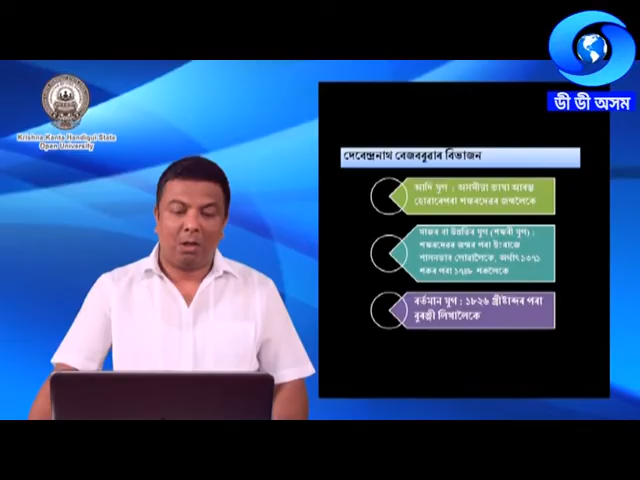 Krishna Kanta Handiqui State
Open University
ডী ডী অসম
দেবেন্দ্ৰনাথ বেজবৰুৱাৰ বিভাজন
আদি যুগ : অসমীয়া ভাষা আৰম্ভ
হোৱাৰেপৰা শঙ্কৰদেৱৰ জন্মলৈকে
মাজৰ বা উন্নতিৰ যুগ (শঙ্কৰী যুগ) :
শঙ্কৰদেৱৰ জন্মৰ পৰা ইংৰাজে
শাসনভাৰ লোৱালৈকে, অৰ্থাৎ ১৩৭১
শকৰ পৰা ১৭৪৮ শকলৈকে
বৰ্তমান যুগ : ১৮২৬ খ্ৰীষ্টাব্দৰ পৰা
বুৰঞ্জী লিখালৈকে